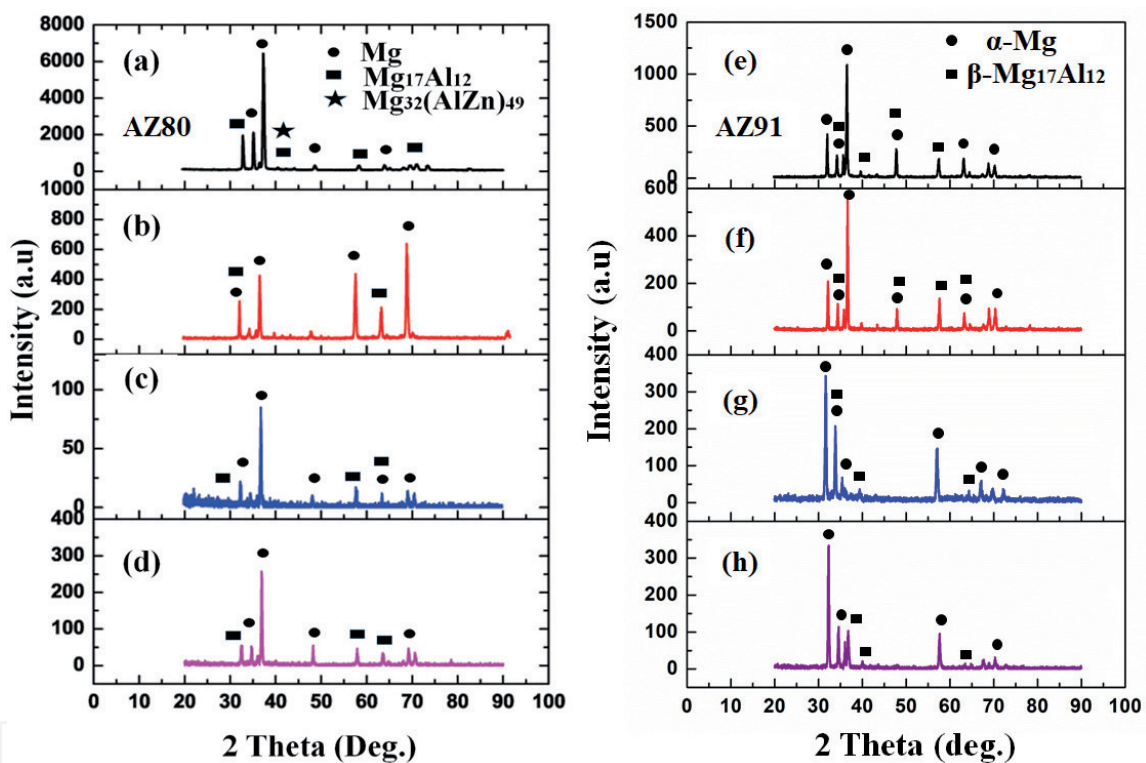 8000
6000
4000
2000
0
(a)
AZ80
Mg
Mg17Al12
Mg32(AlZn)49
1000
800
600
400
200
0
(b)
100
50
0
(c)
400
300
200
100
0
(d)
0 10 20 30 40 50 60 70 80 90 100
2 Theta (Deg.)
Intensity (a.u)
1500
1000
500
0
(e)
AZ91
α-Mg
β-Mg17Al12
600
400
200
0
(f)
400
300
200
100
0
(g)
400
300
200
100
0
(h)
0 10 20 30 40 50 60 70 80 90 100
2 Theta (deg.)
Intensity (a.u)